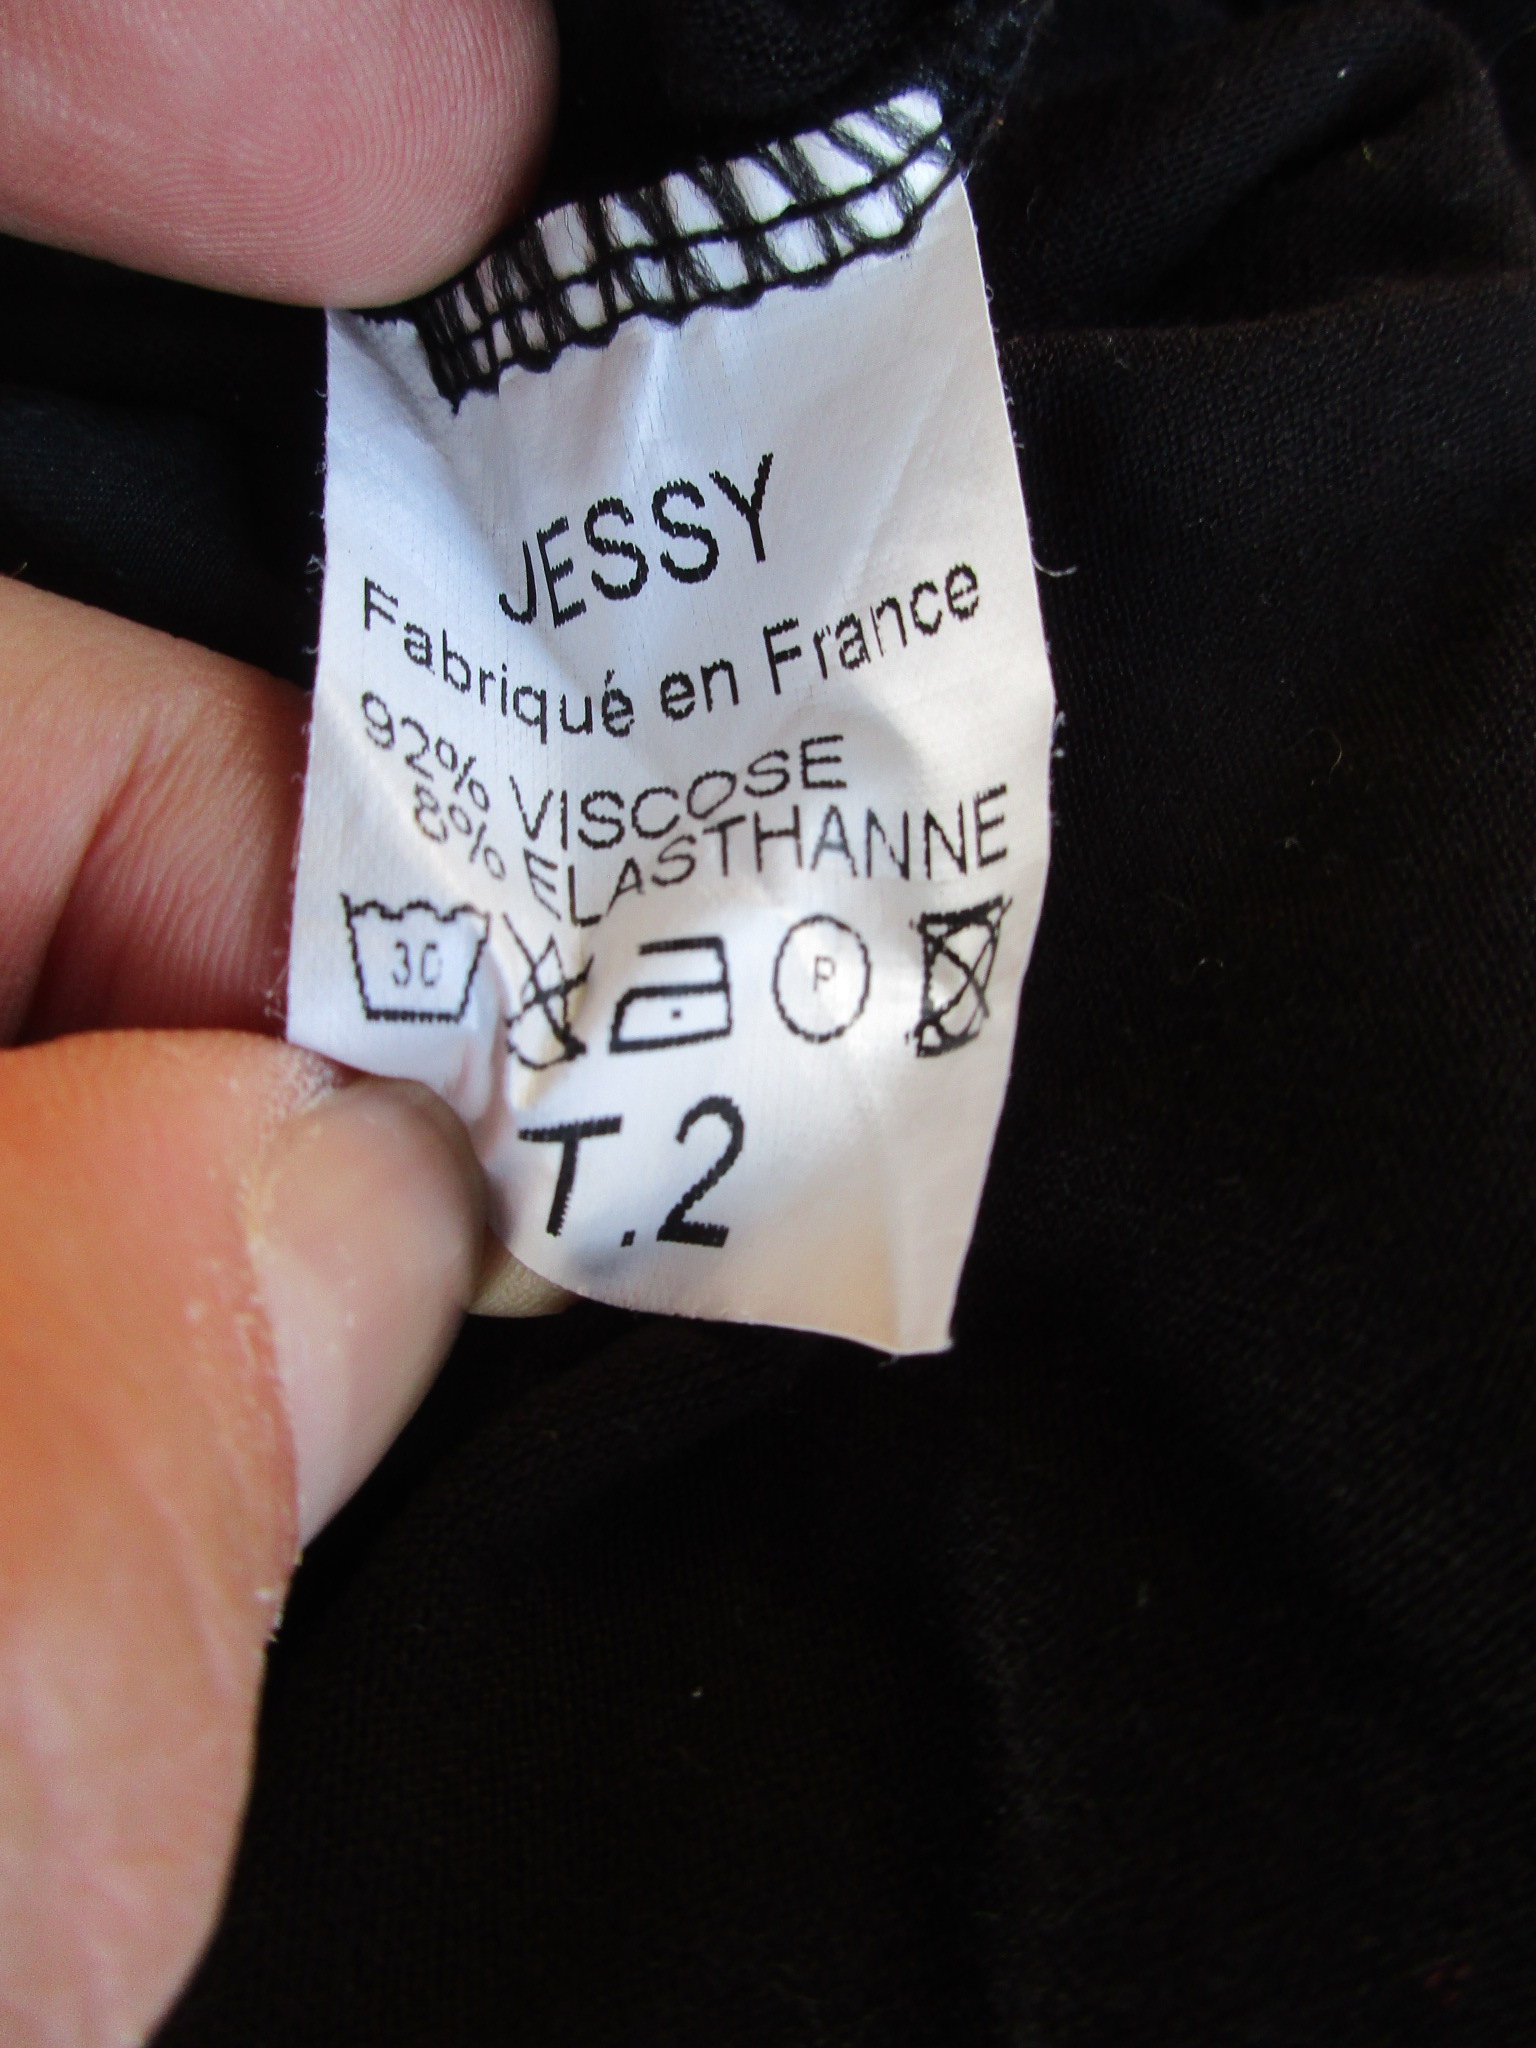 JESSY
Fabriqué en France
92% VISCOSE
8% ELASTHANNE
30 P
T.2